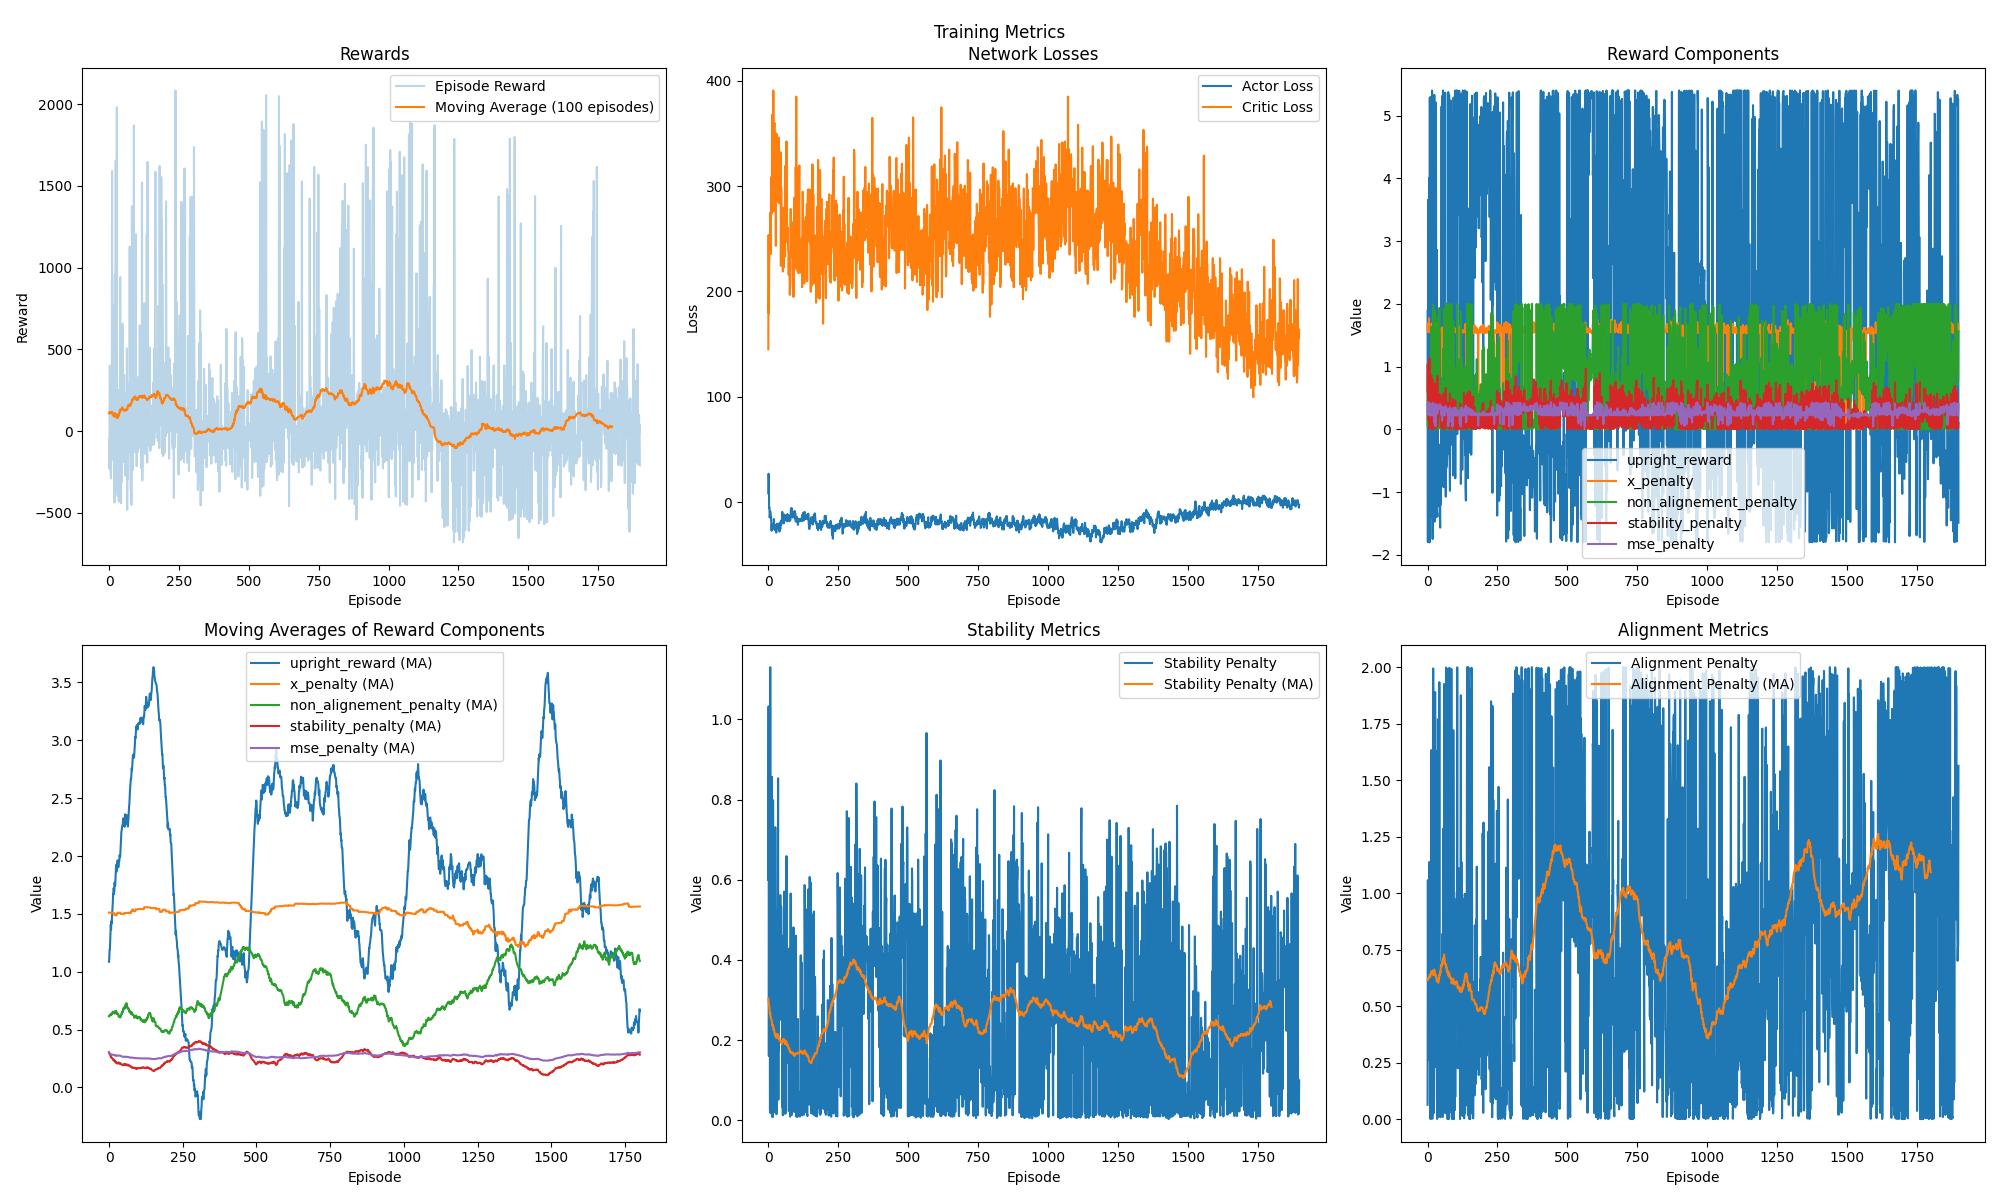 Training Metrics
Rewards
Episode Reward
Moving Average (100 episodes)
2000
1500
1000
500
0
−500
Reward
0
250
500
750
1000
1250
1500
1750
Episode
Network Losses
Actor Loss
Critic Loss
400
300
200
100
0
Loss
0
250
500
750
1000
1250
1500
1750
Episode
Reward Components
5
4
3
2
1
0
−1
−2
Value
upright_reward
x_penalty
non_alignement_penalty
stability_penalty
mse_penalty
0
250
500
750
1000
1250
1500
1750
Episode
Moving Averages of Reward Components
upright_reward (MA)
x_penalty (MA)
non_alignement_penalty (MA)
stability_penalty (MA)
mse_penalty (MA)
3.5
3.0
2.5
2.0
1.5
1.0
0.5
0.0
Value
0
250
500
750
1000
1250
1500
1750
Episode
Stability Metrics
Stability Penalty
Stability Penalty (MA)
1.0
0.8
0.6
0.4
0.2
0.0
Value
0
250
500
750
1000
1250
1500
1750
Episode
Alignment Metrics
Alignment Penalty
Alignment Penalty (MA)
2.00
1.75
1.50
1.25
1.00
0.75
0.50
0.25
0.00
Value
0
250
500
750
1000
1250
1500
1750
Episode